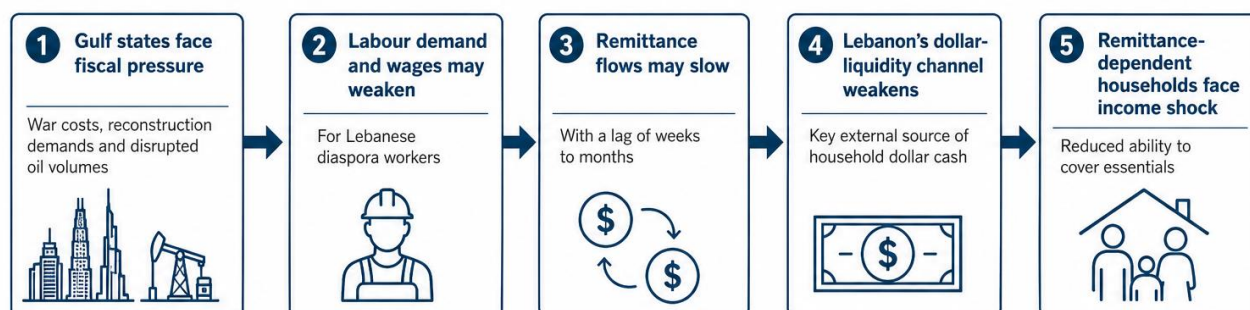 1
Gulf states face
fiscal pressure
War costs, reconstruction
demands and disrupted
oil volumes
2
Labour demand
and wages may
weaken
For Lebanese
diaspora workers
3
Remittance
flows may slow
With a lag of weeks
to months
$
$
4
Lebanon’s dollar-
liquidity channel
weakens
Key external source of
household dollar cash
$
5
Remittance-
dependent
households face
income shock
Reduced ability to
cover essentials